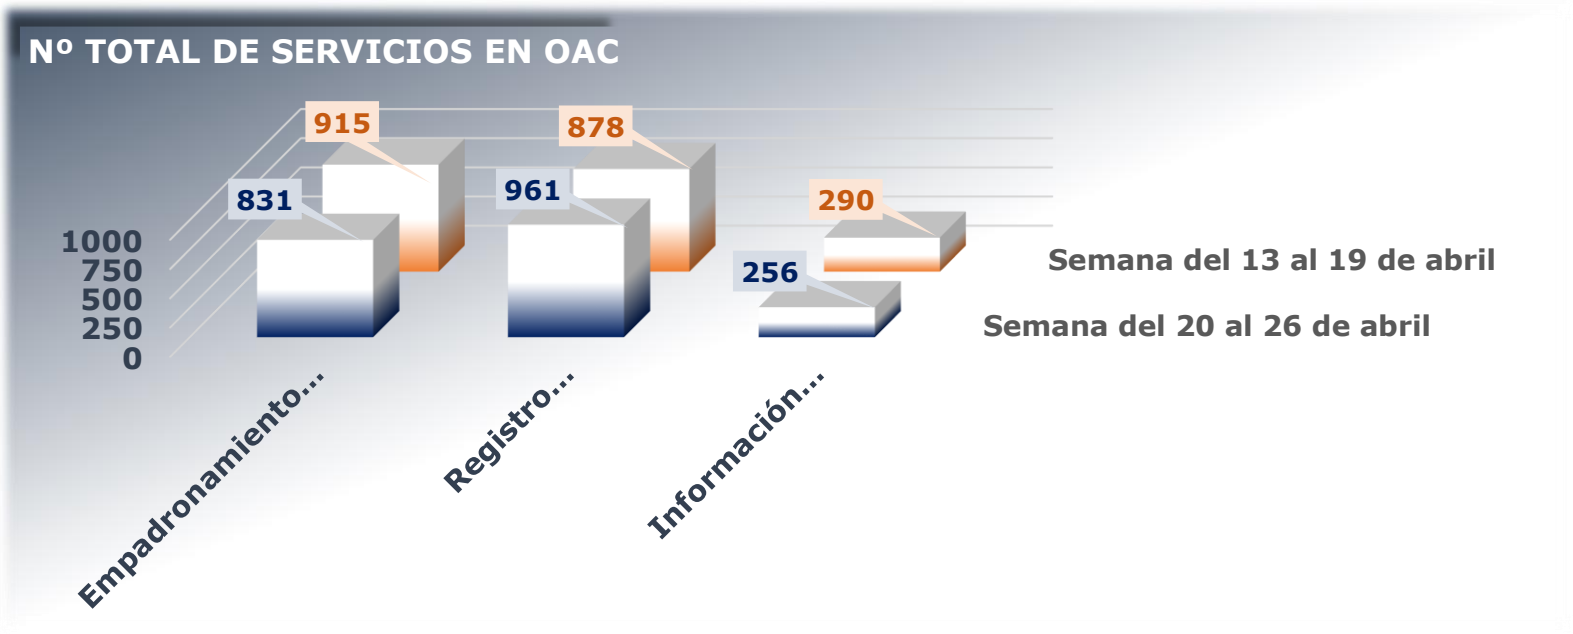 Nº TOTAL DE SERVICIOS EN OAC
915
878
831
961
290
256
1000
750
500
250
0
Semana del 13 al 19 de abril
Semana del 20 al 26 de abril
Empadronamiento...
Registro...
Información...